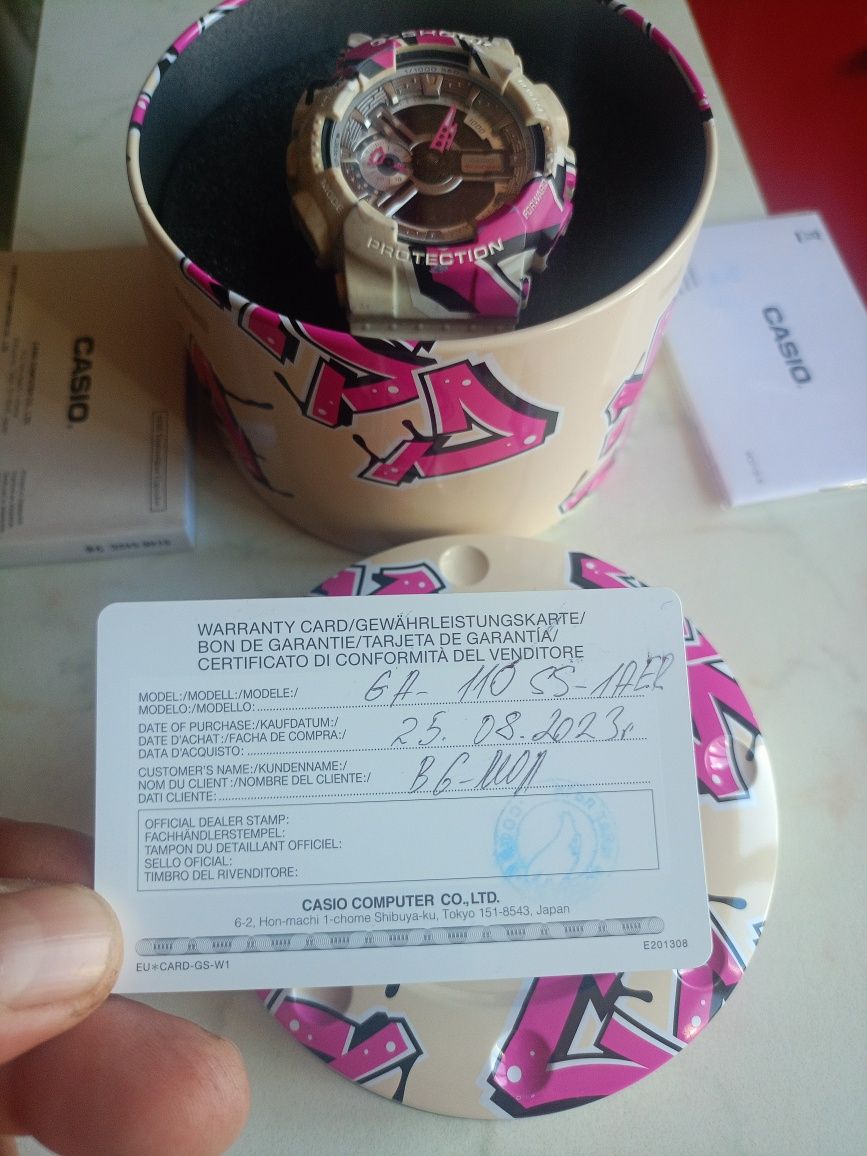 G-SHOCK
PROTECTION
FORWARD
MODE
CASIO
CASIO
WARRANTY CARD/GEWÄHRLEISTUNGSKARTE/
BON DE GARANTIE/TARJETA DE GARANTÍA/
CERTIFICATO DI CONFORMITÀ DEL VENDITORE
MODEL:/MODELL:/MODELE:/
MODELO:/MODELLO: GA-110SS-1AER
DATE OF PURCHASE:/KAUFDATUM:/
DATE D'ACHAT:/FACHA DE COMPRA:/
DATA D'ACQUISTO: 25.08.2023г
CUSTOMER'S NAME:/KUNDENNAME:/
NOM DU CLIENT:/NOMBRE DEL CLIENTE:/
DATI CLIENTE:
OFFICIAL DEALER STAMP:
FACHHÄNDLERSTEMPEL:
TAMPON DU DETAILLANT OFFICIEL:
SELLO OFICIAL:
TIMBRO DEL RIVENDITORE:
CASIO COMPUTER CO.,LTD.
6-2, Hon-machi 1-chome Shibuya-ku, Tokyo 151-8543, Japan
E201308
EU*CARD-GS-W1